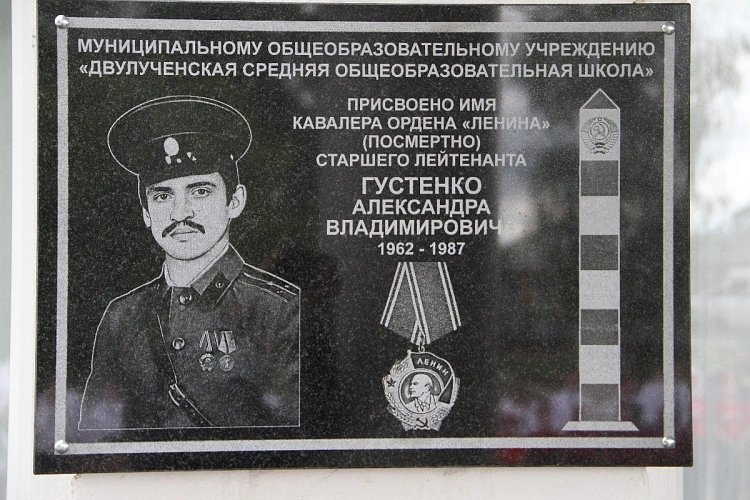 МУНИЦИПАЛЬНОМУ ОБЩЕОБРАЗОВАТЕЛЬНОМУ УЧРЕЖДЕНИЮ
«ДВУЛУЧЕНСКАЯ СРЕДНЯЯ ОБЩЕОБРАЗОВАТЕЛЬНАЯ ШКОЛА»
ПРИСВОЕНО ИМЯ
КАВАЛЕРА ОРДЕНА «ЛЕНИНА»
(ПОСМЕРТНО)
СТАРШЕГО ЛЕЙТЕНАНТА
ГУСТЕНКО
АЛЕКСАНДРА
ВЛАДИМИРОВИЧА
1962 - 1987
ЛЕНИН